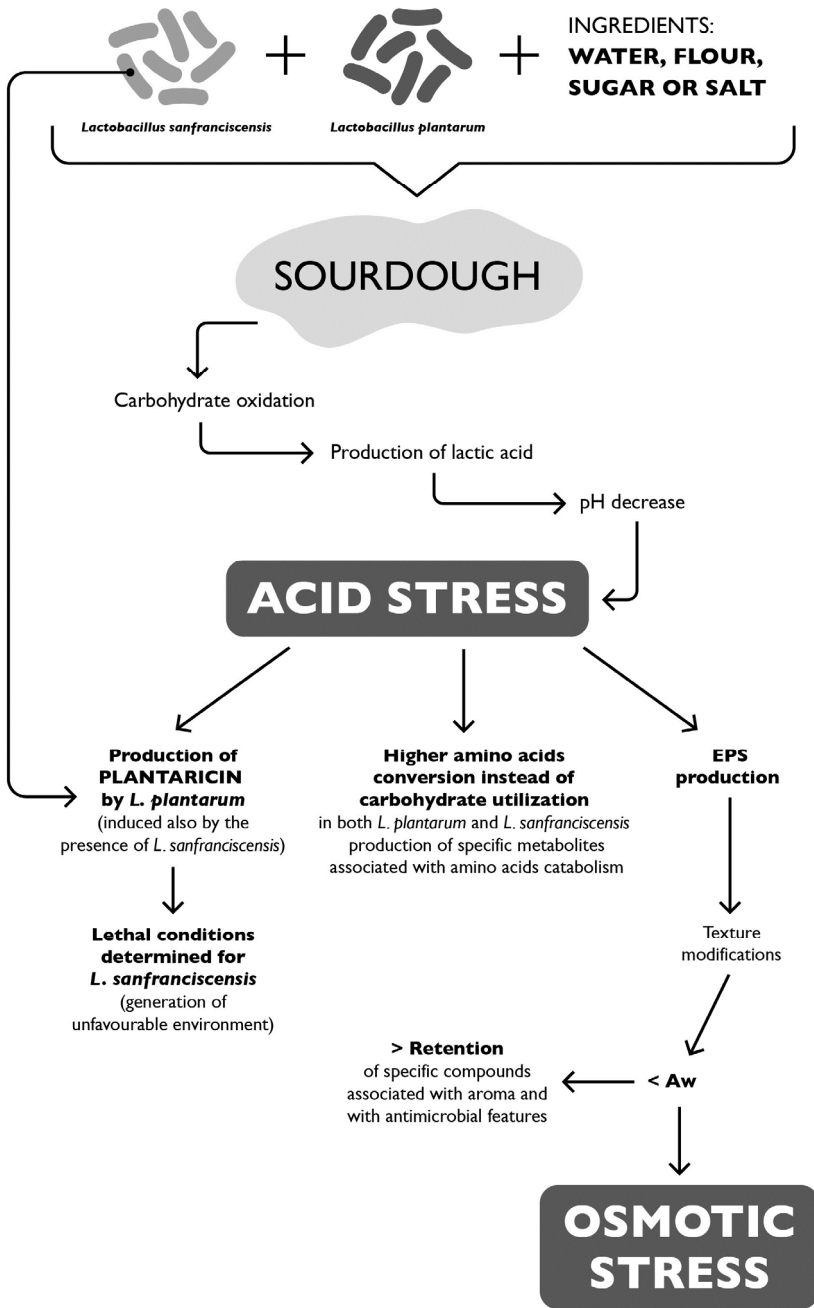 INGREDIENTS:
WATER, FLOUR,
SUGAR OR SALT
Lactobacillus sanfranciscensis
Lactobacillus plantarum
SOURDOUGH
Carbohydrate oxidation
Production of lactic acid
pH decrease
ACID STRESS
Production of
PLANTARICIN
by L. plantarum
(induced also by the
presence of L. sanfranciscensis)
Lethal conditions
determined for
L. sanfranciscensis
(generation of
unfavourable environment)
Higher amino acids
conversion instead of
carbohydrate utilization
in both L. plantarum and L. sanfranciscensis
production of specific metabolites
associated with amino acids catabolism
EPS
production
Texture
modifications
< Aw
> Retention
of specific compounds
associated with aroma and
with antimicrobial features
OSMOTIC
STRESS